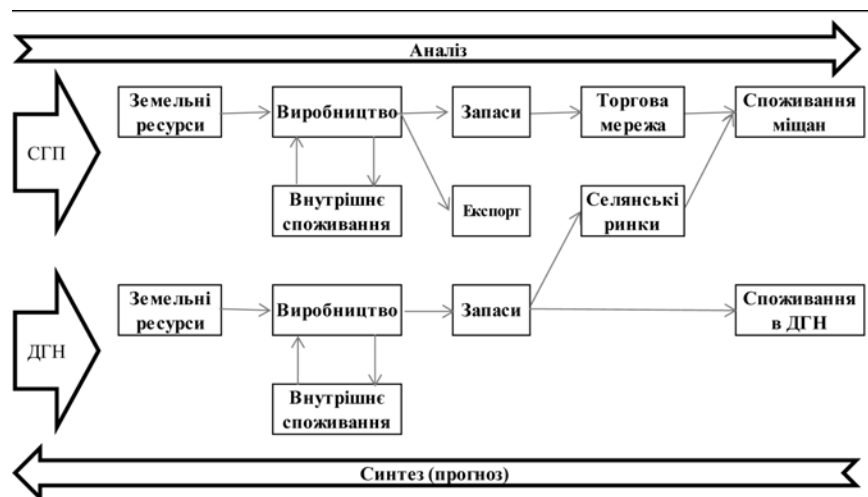 Аналіз
СГП
Земельні
ресурси
Виробництво
Запаси
Торгова
мережа
Споживання
міщан
Внутрішнє
споживання
Експорт
Селянські
ринки
ДГН
Земельні
ресурси
Виробництво
Запаси
Споживання
в ДГН
Внутрішнє
споживання
Синтез (прогноз)